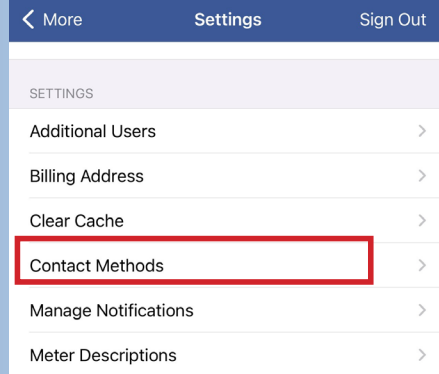 More Settings Sign Out
SETTINGS
Additional Users
Billing Address
Clear Cache
Contact Methods
Manage Notifications
Meter Descriptions